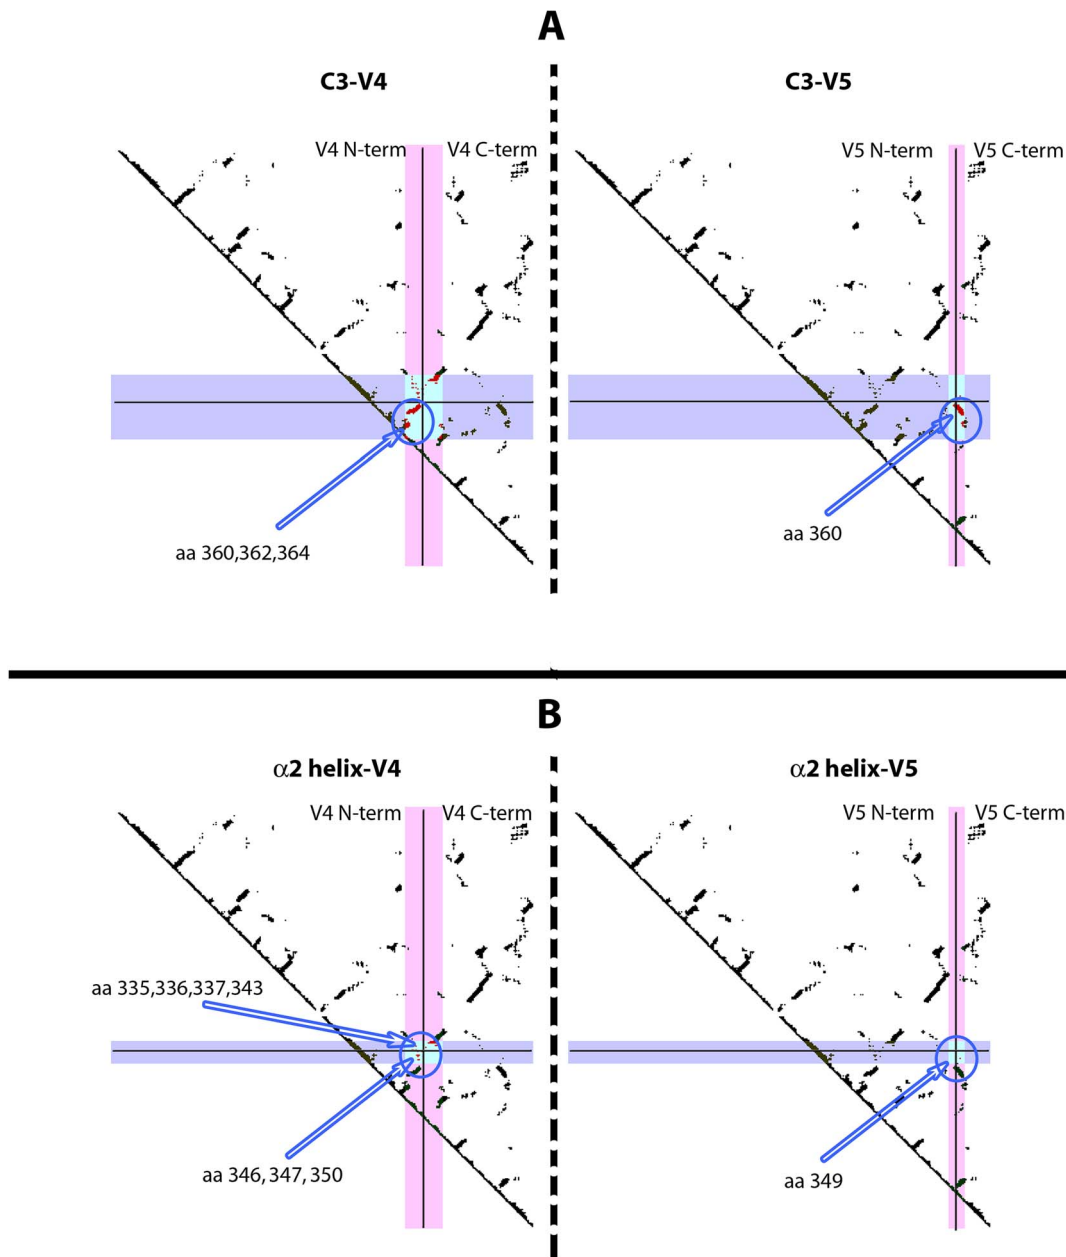 A
C3-V4
C3-V5
V4 N-term
V4 C-term
V5 N-term
V5 C-term
aa 360,362,364
aa 360
B
α2 helix-V4
α2 helix-V5
V4 N-term
V4 C-term
V5 N-term
V5 C-term
aa 335,336,337,343
aa 346,347,350
aa 349